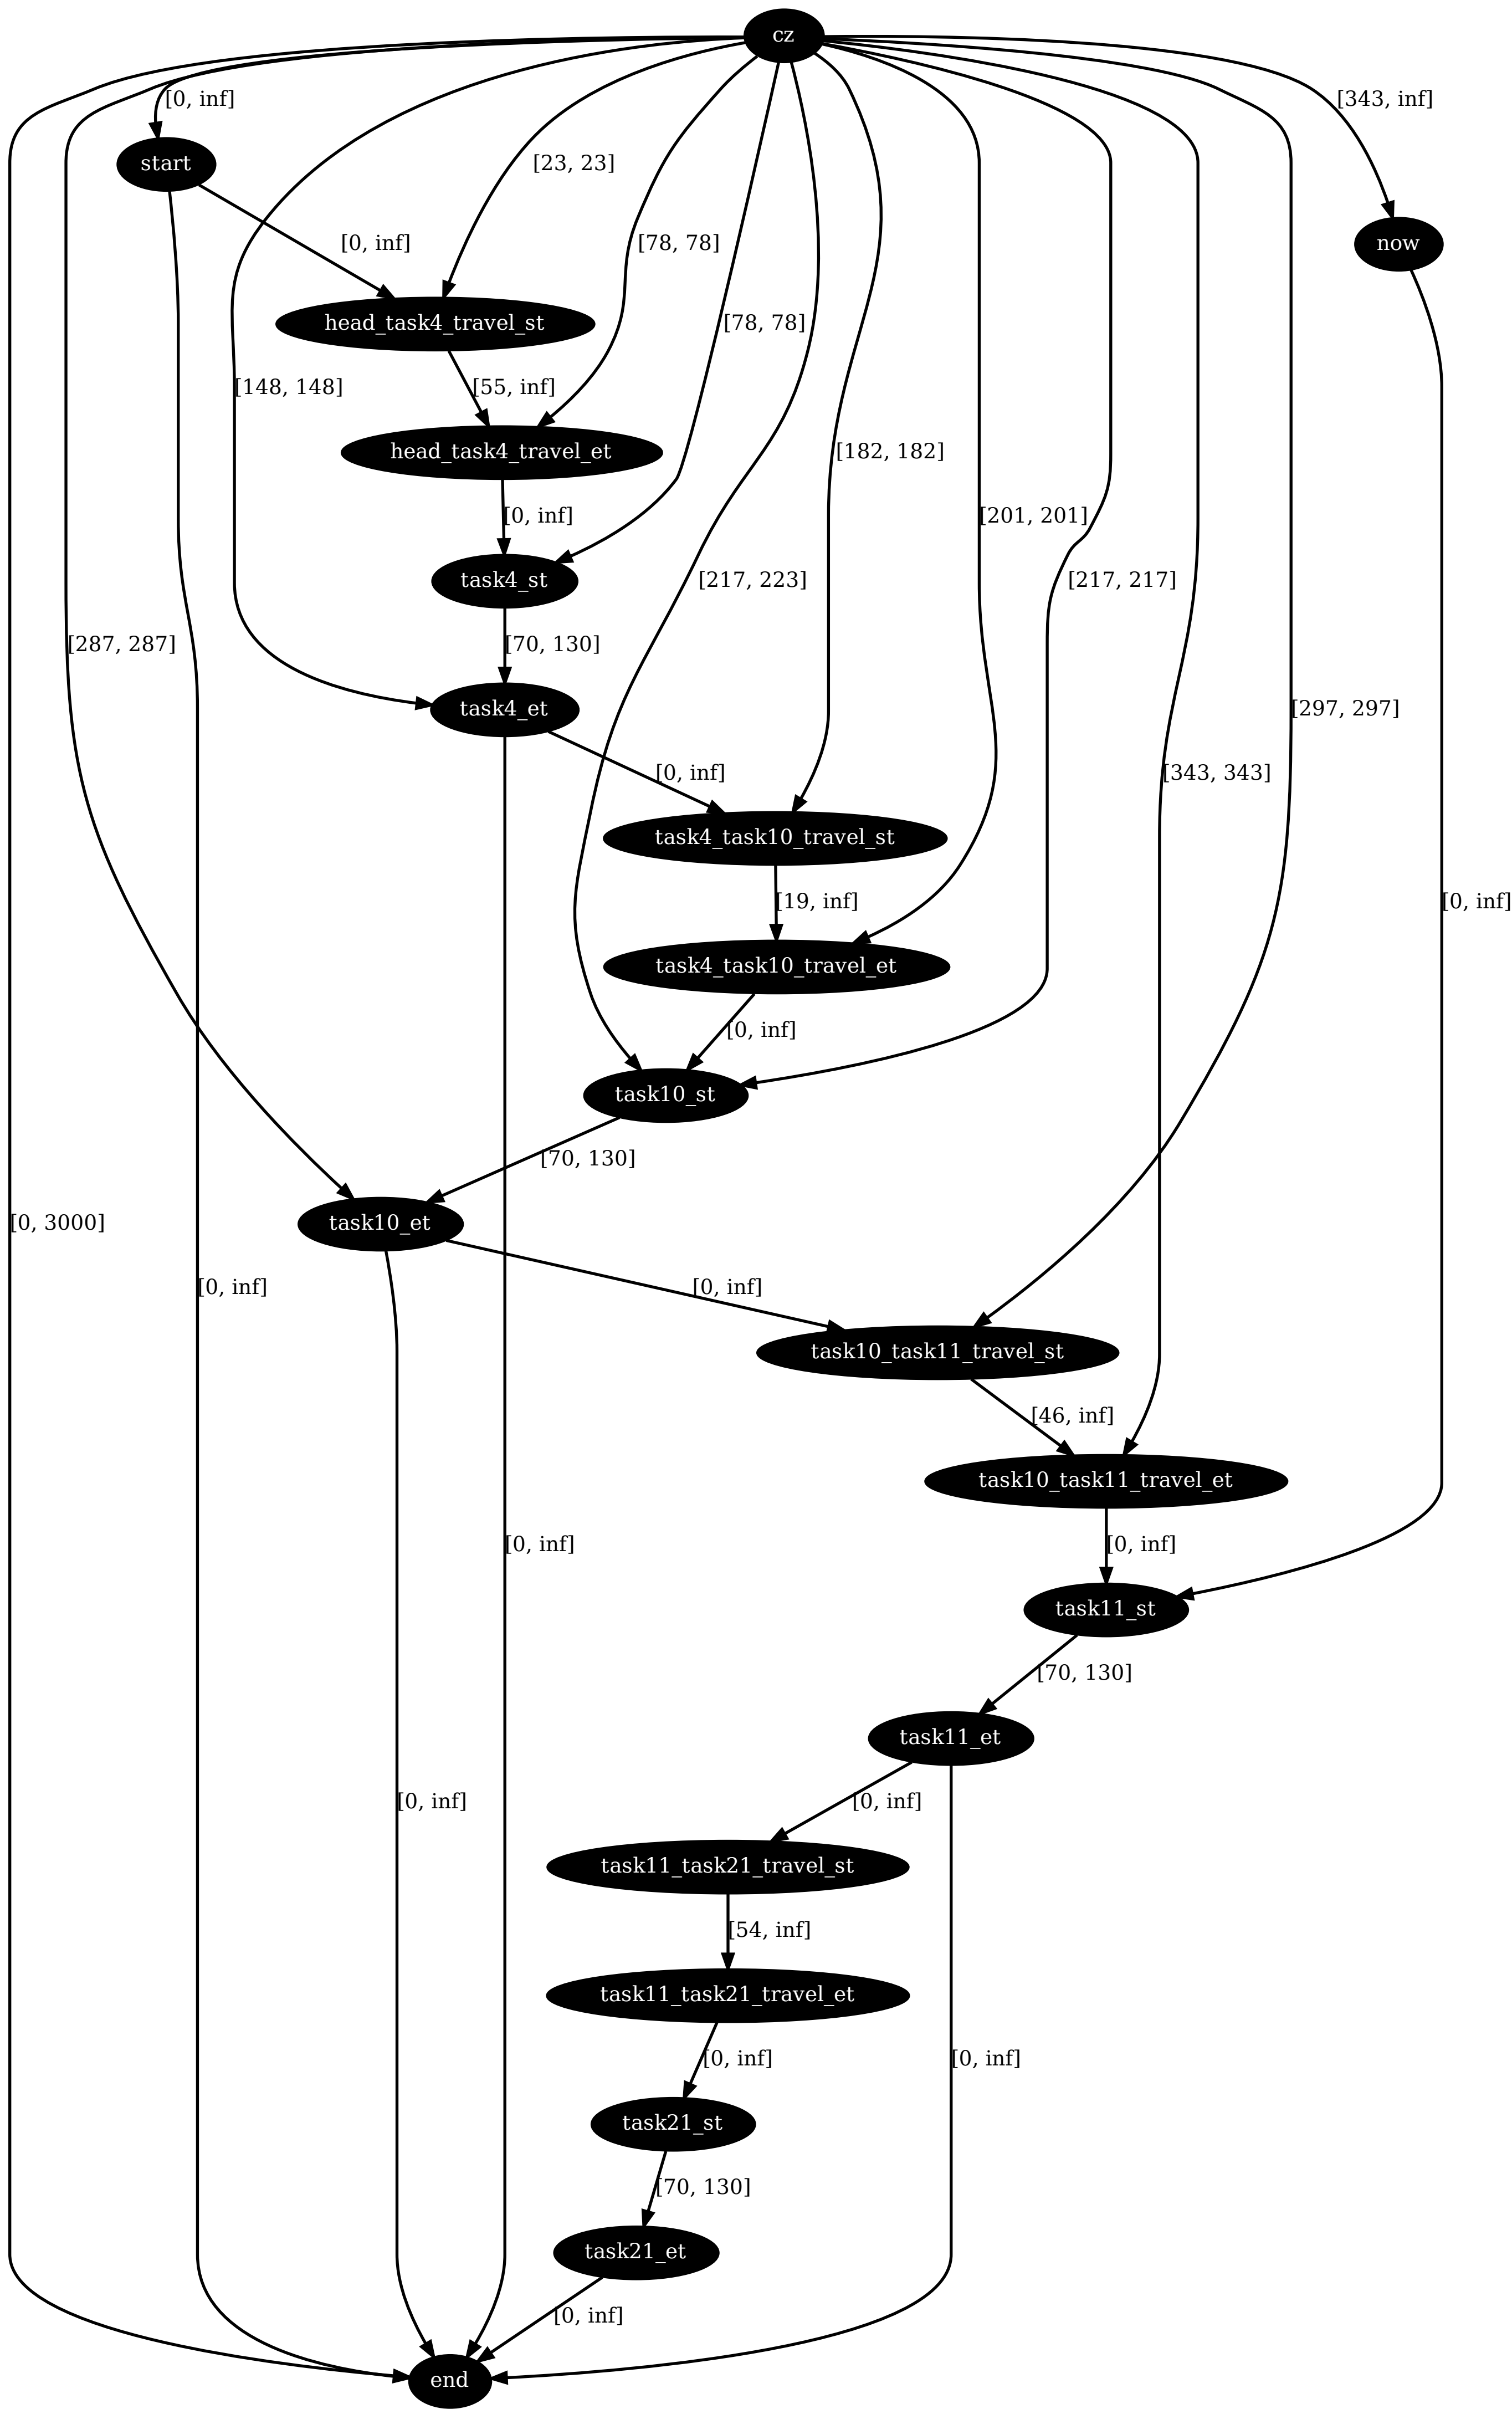 cz
[0, inf]
[343, inf]
start
[23, 23]
now
[0, inf]
[78, 78]
head_task4_travel_st
[78, 78]
[148, 148]
[55, inf]
head_task4_travel_et
[182, 182]
[0, inf]
[201, 201]
task4_st
[217, 223]
[217, 217]
[287, 287]
[70, 130]
task4_et
[297, 297]
[0, inf]
[343, 343]
task4_task10_travel_st
[19, inf]
[0, inf]
task4_task10_travel_et
[0, inf]
task10_st
[70, 130]
[0, 3000]
task10_et
[0, inf]
[0, inf]
task10_task11_travel_st
[46, inf]
task10_task11_travel_et
[0, inf]
[0, inf]
task11_st
[70, 130]
task11_et
[0, inf]
[0, inf]
task11_task21_travel_st
[54, inf]
task11_task21_travel_et
[0, inf]
[0, inf]
task21_st
[70, 130]
task21_et
[0, inf]
end